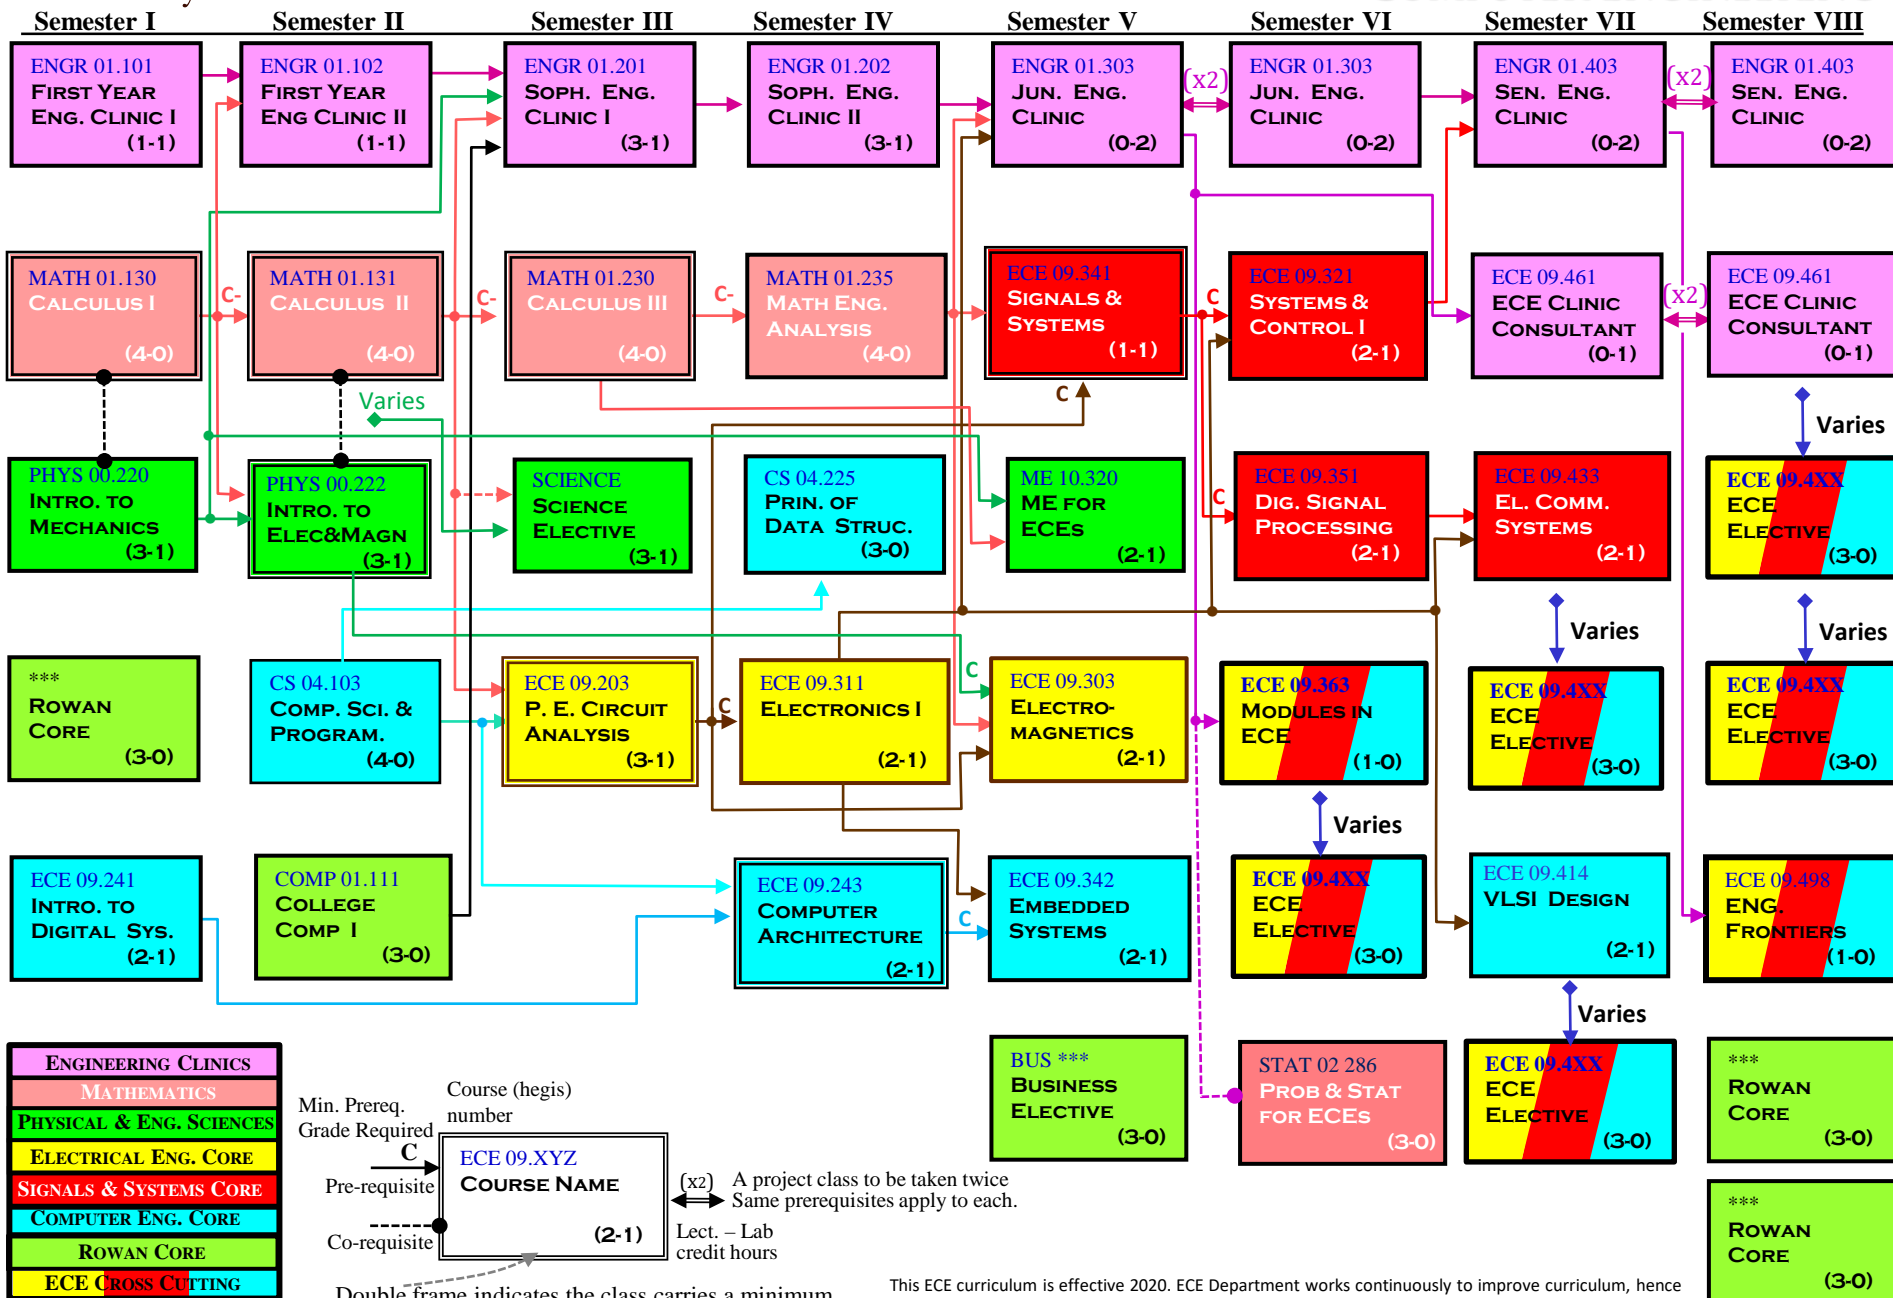 Semester I Semester II Semester III Semester IV Semester V Semester VI Semester VII Semester VIII
ENGR 01.101
FIRST YEAR
ENG. CLINIC I
(1-1)
ENGR 01.102
FIRST YEAR
ENG CLINIC II
(1-1)
ENGR 01.201
SOPH. ENG.
CLINIC I
(3-1)
ENGR 01.202
SOPH. ENG.
CLINIC II
(3-1)
ENGR 01.303
JUN. ENG.
CLINIC
(0-2)
(x2)
ENGR 01.303
JUN. ENG.
CLINIC
(0-2)
ENGR 01.403
SEN. ENG.
CLINIC
(0-2)
(x2)
ENGR 01.403
SEN. ENG.
CLINIC
(0-2)
MATH 01.130
CALCULUS I
(4-0)
C-
MATH 01.131
CALCULUS II
(4-0)
C-
MATH 01.230
CALCULUS III
(4-0)
C-
MATH 01.235
MATH ENG.
ANALYSIS
(4-0)
ECE 09.341
SIGNALS &
SYSTEMS
(1-1)
C
C
ECE 09.321
SYSTEMS &
CONTROL I
(2-1)
ECE 09.461
ECE CLINIC
CONSULTANT
(0-1)
(x2)
ECE 09.461
ECE CLINIC
CONSULTANT
(0-1)
Varies
Varies
PHYS 00.220
INTRO. TO
MECHANICS
(3-1)
PHYS 00.222
INTRO. TO
ELEC&MAGN
(3-1)
SCIENCE
SCIENCE
ELECTIVE
(3-1)
CS 04.225
PRIN. OF
DATA STRUC.
(3-0)
ME 10.320
ME FOR
ECES
(2-1)
C
ECE 09.351
DIG. SIGNAL
PROCESSING
(2-1)
ECE 09.433
EL. COMM.
SYSTEMS
(2-1)
ECE 09.4XX
ECE
ELECTIVE
(3-0)
Varies
Varies
***
ROWAN
CORE
(3-0)
CS 04.103
COMP. SCI. &
PROGRAM.
(4-0)
ECE 09.203
P. E. CIRCUIT
ANALYSIS
(3-1)
C
ECE 09.311
ELECTRONICS I
(2-1)
C
ECE 09.303
ELECTRO-
MAGNETICS
(2-1)
ECE 09.363
MODULES IN
ECE
(1-0)
ECE 09.4XX
ECE
ELECTIVE
(3-0)
ECE 09.4XX
ECE
ELECTIVE
(3-0)
Varies
ECE 09.241
INTRO. TO
DIGITAL SYS.
(2-1)
COMP 01.111
COLLEGE
COMP I
(3-0)
ECE 09.243
COMPUTER
ARCHITECTURE
(2-1)
C
ECE 09.342
EMBEDDED
SYSTEMS
(2-1)
ECE 09.4XX
ECE
ELECTIVE
(3-0)
ECE 09.414
VLSI DESIGN
(2-1)
ECE 09.498
ENG.
FRONTIERS
(1-0)
Varies
BUS ***
BUSINESS
ELECTIVE
(3-0)
STAT 02 286
PROB & STAT
FOR ECES
(3-0)
ECE 09.4XX
ECE
ELECTIVE
(3-0)
***
ROWAN
CORE
(3-0)
***
ROWAN
CORE
(3-0)
ENGINEERING CLINICS
MATHEMATICS
PHYSICAL & ENG. SCIENCES
ELECTRICAL ENG. CORE
SIGNALS & SYSTEMS CORE
COMPUTER ENG. CORE
ROWAN CORE
ECE CROSS CUTTING
Min. Prereq.
Grade Required
C
Pre-requisite
Co-requisite
Course (hegis)
number
ECE 09.XYZ
COURSE NAME
(2-1)
(x2) A project class to be taken twice
Same prerequisites apply to each.
Lect. – Lab
credit hours
Double frame indicates the class carries a minimum
This ECE curriculum is effective 2020. ECE Department works continuously to improve curriculum, hence